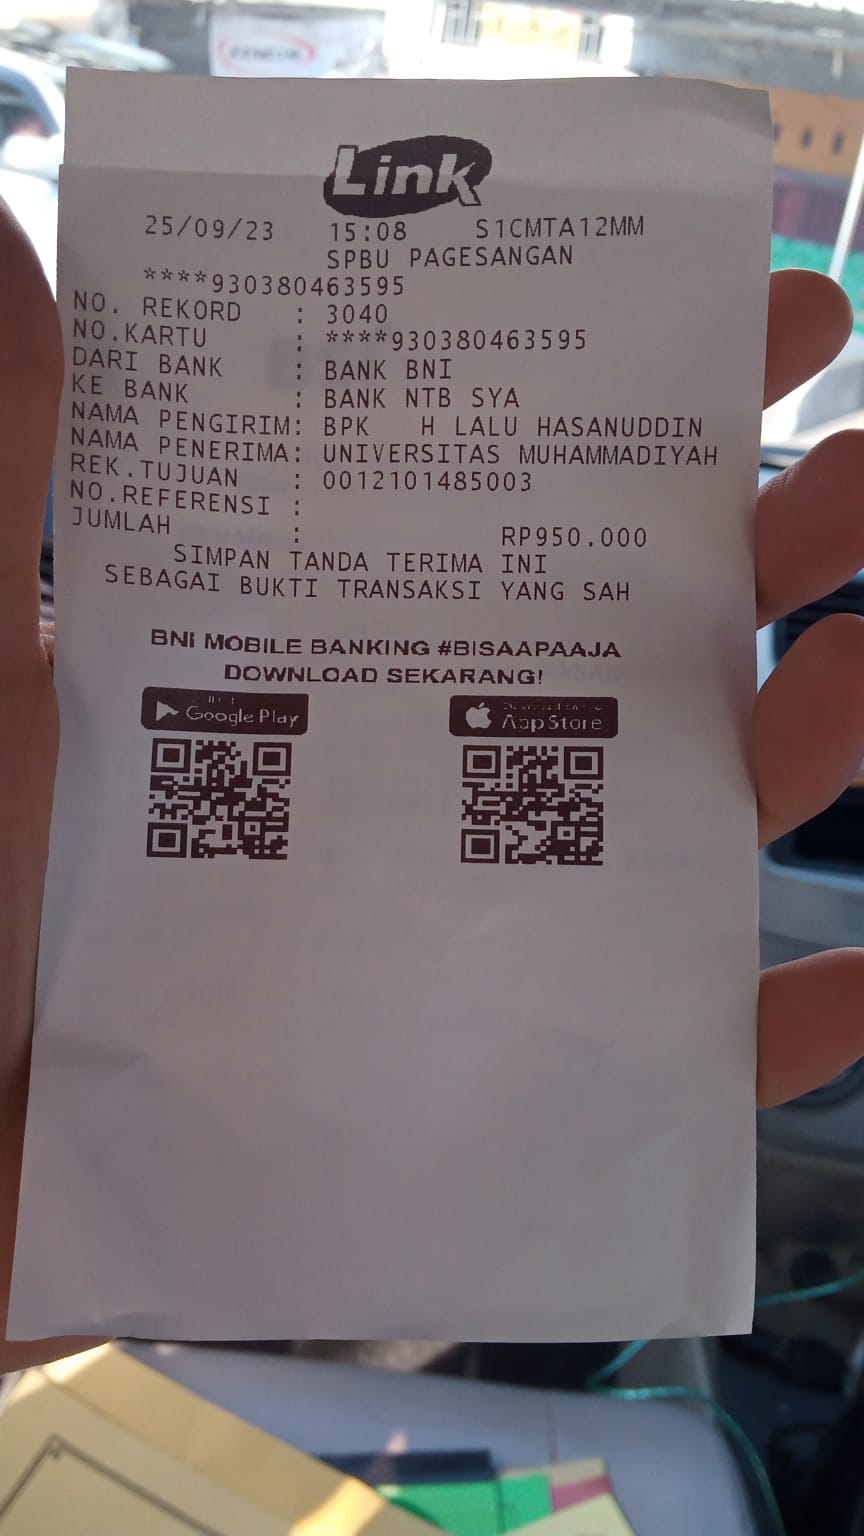 Link
25/09/23 15:08 S1CMTA12MM
SPBU PAGESANGAN
****930380463595
NO. REKORD : 3040
NO.KARTU : ****930380463595
DARI BANK : BANK BNI
KE BANK : BANK NTB SYA
NAMA PENGIRIM: BPK H LALU HASANUDDIN
NAMA PENERIMA: UNIVERSITAS MUHAMMADIYAH
REK.TUJUAN : 0012101485003
NO.REFERENSI :
JUMLAH : RP950.000
SIMPAN TANDA TERIMA INI
SEBAGAI BUKTI TRANSAKSI YANG SAH
BNI MOBILE BANKING #BISAAPAAJA
DOWNLOAD SEKARANG!
Google Play
App Store